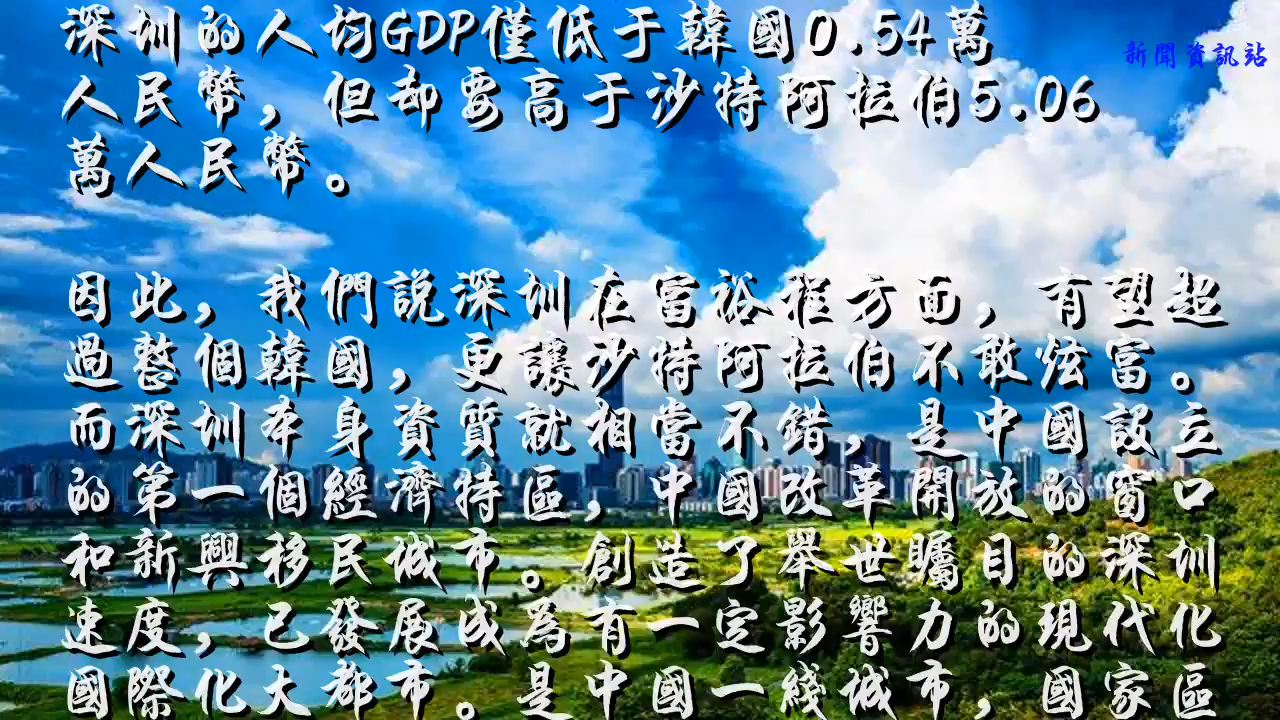 深圳的人均GDP僅低于韓國0.54萬
人民幣，但却要高于沙特阿拉伯5.06
萬人民幣。
新聞資訊站
因此，我們説深圳在富裕程方面，有望超
過整個韓國，更讓沙特阿拉伯不敢炫富。
而深圳本身資質就相當不錯，是中國設立
的第一個經濟特區，中國改革開放的窗口
和新興移民城市。創造了舉世矚目的深圳
速度，已發展成為有一定影響力的現代化
國際化大都市。是中國一綫城市，國家區